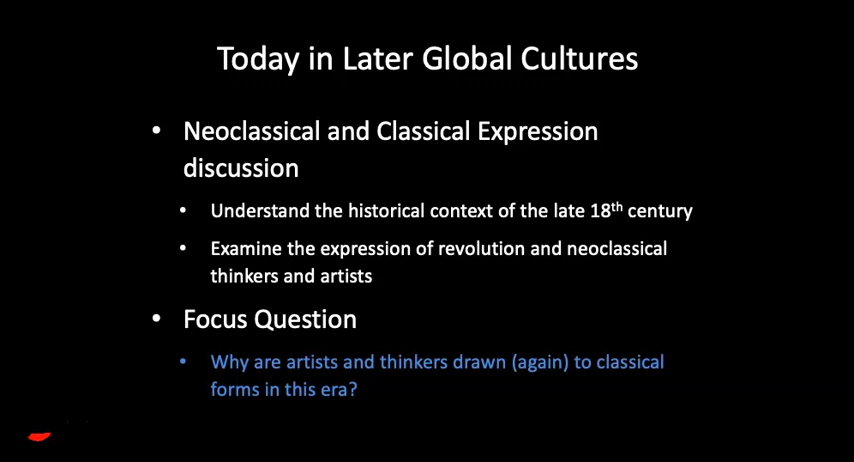 Today in Later Global Cultures
• Neoclassical and Classical Expression
discussion
• Understand the historical context of the late 18th century
• Examine the expression of revolution and neoclassical
thinkers and artists
• Focus Question
• Why are artists and thinkers drawn (again) to classical
forms in this era?